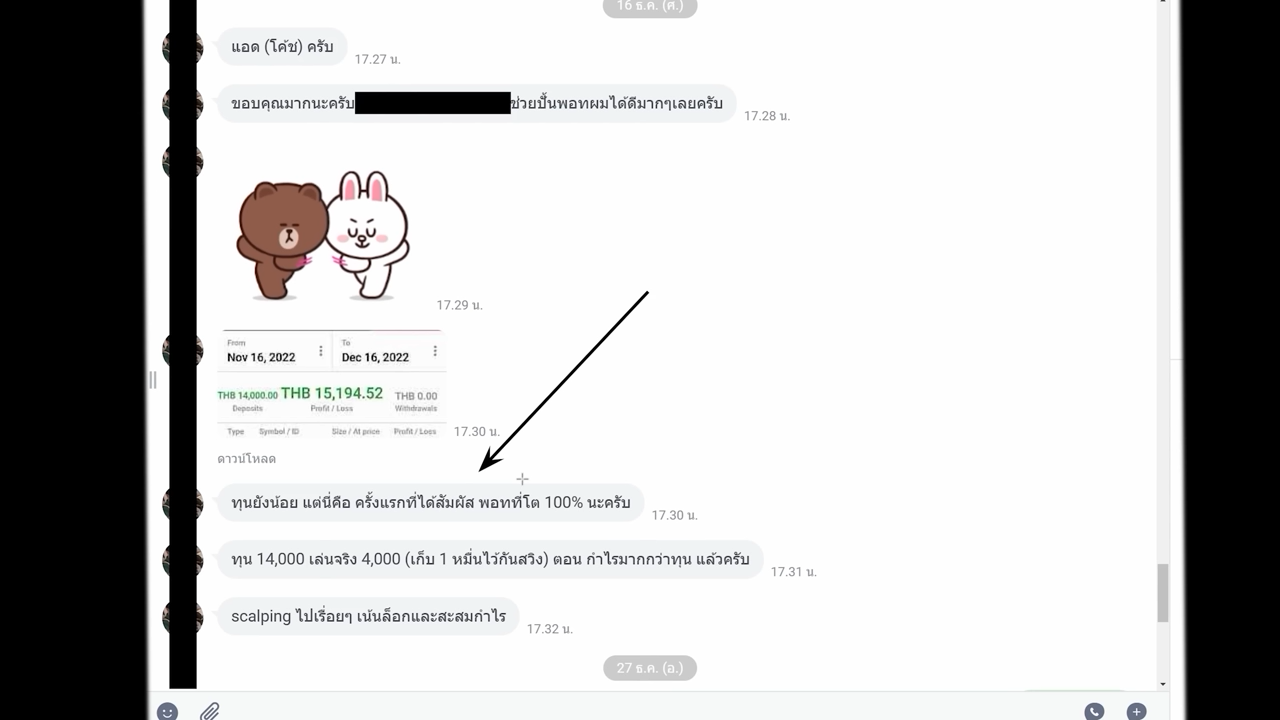 16 ธ.ค. (ศ.)
แอด (โค้ช) ครับ
17.27 น.
ขอบคุณมากนะครับ ช่วยปั้นพอทผมได้ดีมากๆเลยครับ
17.28 น.
17.29 น.
From
To
Nov 16, 2022
Dec 16, 2022
THB 14,000.00 THB 15,194.52 THB 0.00
Deposits Profit / Loss Withdrawals
Type Symbol / ID Size / At price Profit / Loss
17.30 น.
ดาวน์โหลด
ทุนยังน้อย แต่นี่คือ ครั้งแรกที่ได้สัมผัส พอทที่โต 100% นะครับ
17.30 น.
ทุน 14,000 เล่นจริง 4,000 (เก็บ 1 หมื่นไว้กันสวิง) ตอน กำไรมากกว่าทุน แล้วครับ
17.31 น.
scalping ไปเรื่อยๆ เน้นล็อกและสะสมกำไร
17.32 น.
27 ธ.ค. (อ.)